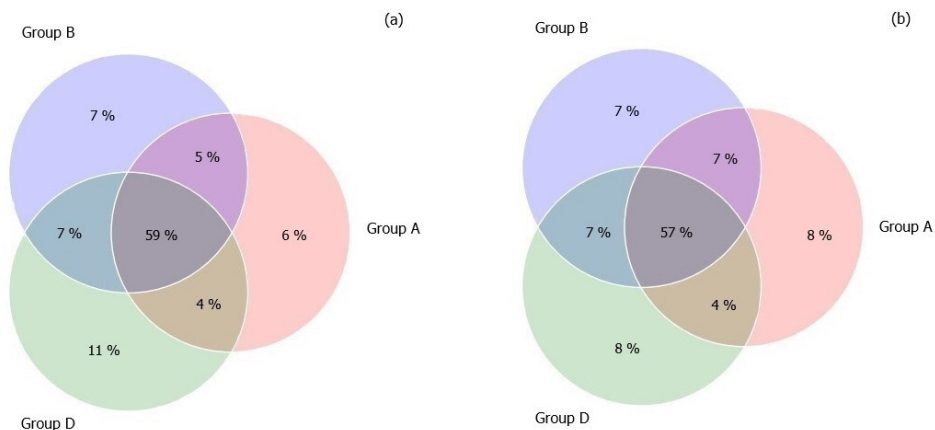 (a)
Group B
7 %
5 %
7 %
59 %
6 %
Group A
4 %
11 %
Group D
(b)
Group B
7 %
7 %
7 %
57 %
8 %
Group A
4 %
8 %
Group D